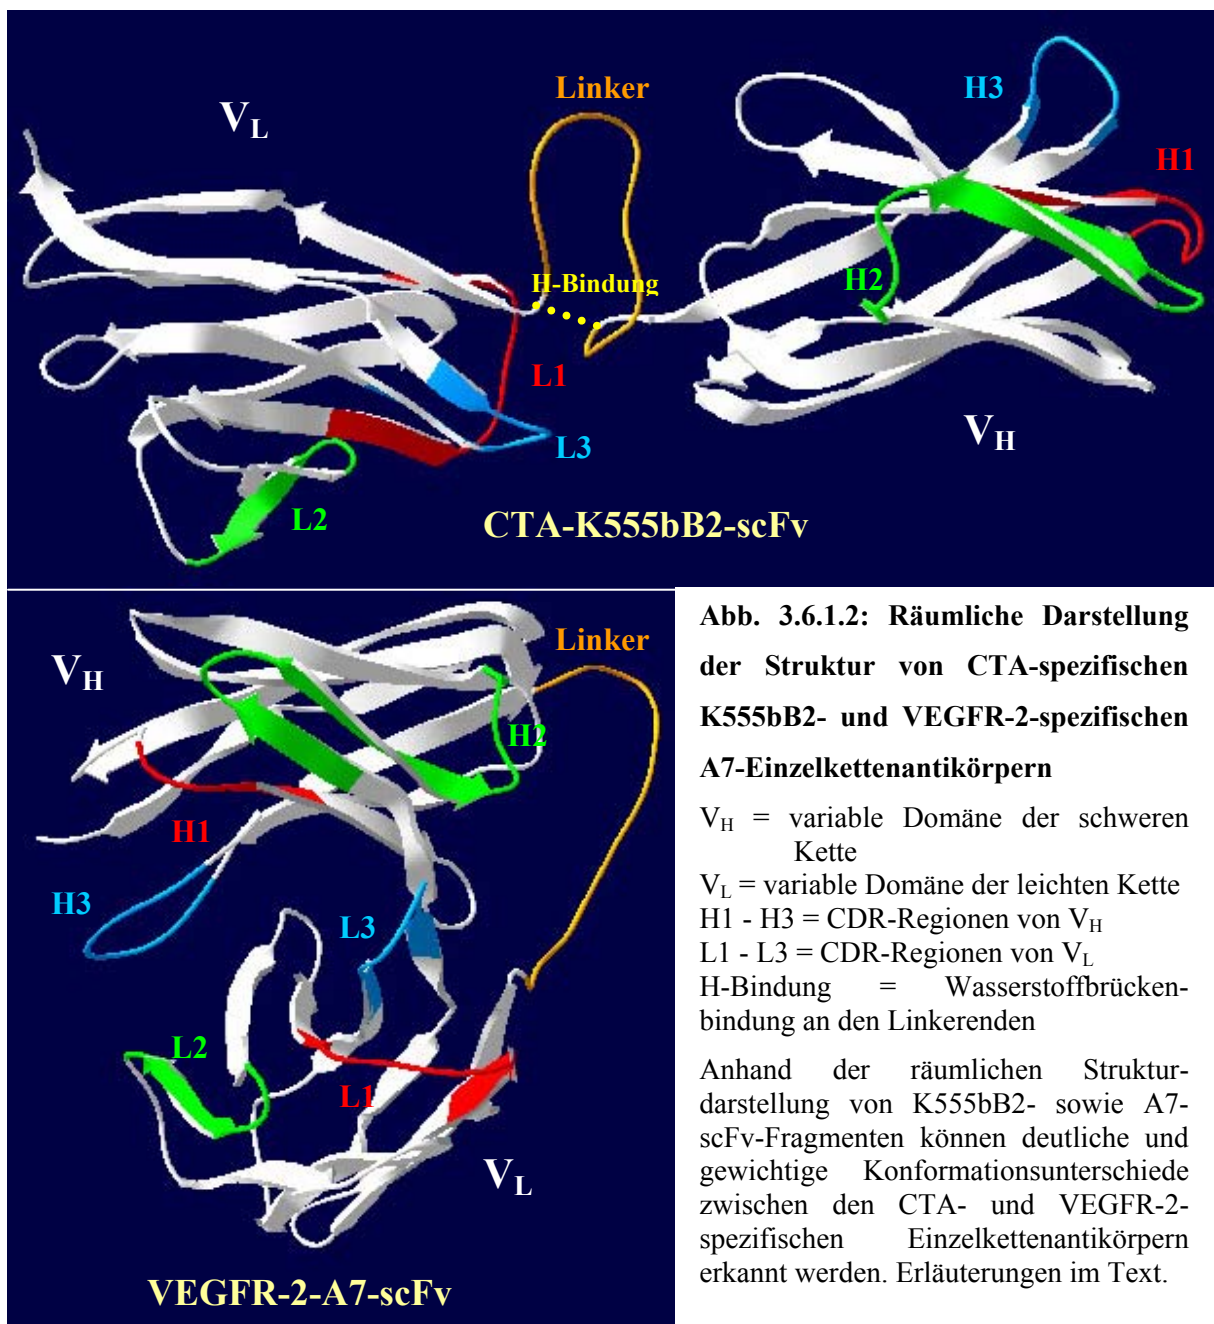 Linker
H3
V_L
H1
H-Bindung
H2
L1
V_H
L3
L2
CTA-K555bB2-scFv
Linker
V_H
H2
H1
H3
L3
L2
L1
V_L
VEGFR-2-A7-scFv
Abb. 3.6.1.2: Räumliche Darstellung
der Struktur von CTA-spezifischen
K555bB2- und VEGFR-2-spezifischen
A7-Einzelkettenantikörpern
V_H = variable Domäne der schweren
Kette
V_L = variable Domäne der leichten Kette
H1 - H3 = CDR-Regionen von V_H
L1 - L3 = CDR-Regionen von V_L
H-Bindung = Wasserstoffbrücken-
bindung an den Linkerenden
Anhand der räumlichen Struktur-
darstellung von K555bB2- sowie A7-
scFv-Fragmenten können deutliche und
gewichtige Konformationsunterschiede
zwischen den CTA- und VEGFR-2-
spezifischen Einzelkettenantikörpern
erkannt werden. Erläuterungen im Text.